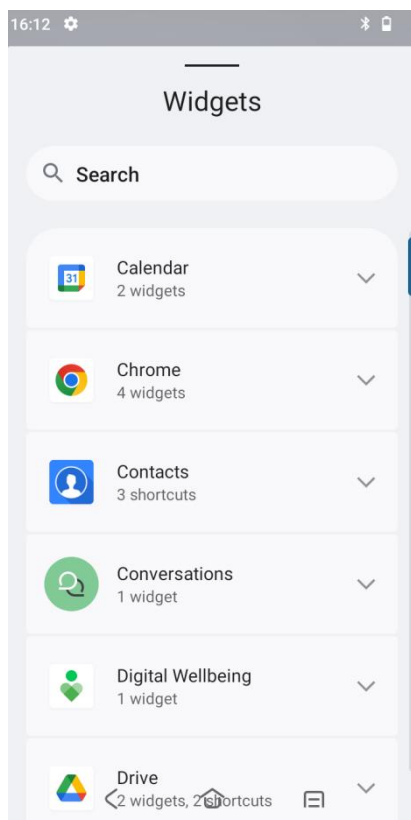 16:12
Widgets
Search
31
Calendar
2 widgets
Chrome
4 widgets
Contacts
3 shortcuts
Conversations
1 widget
Digital Wellbeing
1 widget
Drive
2 widgets, 2 shortcuts